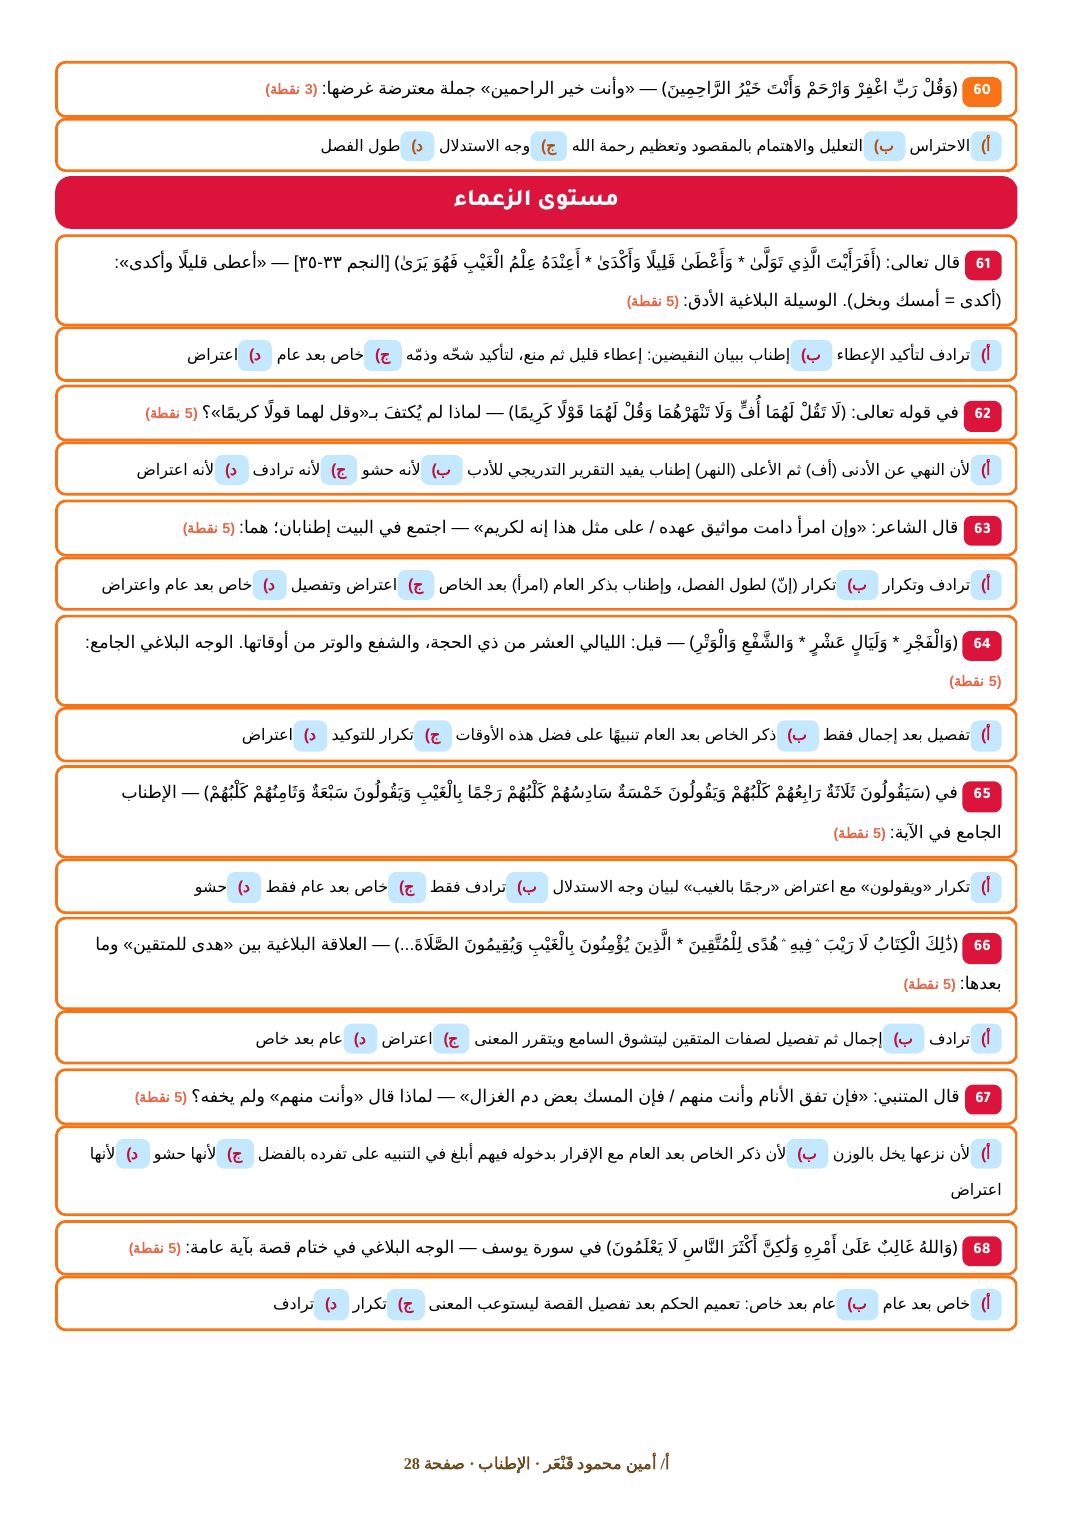 60 (وَقُلْ رَبِّ اغْفِرْ وَارْحَمْ وَأَنْتَ خَيْرُ الرَّاحِمِينَ) — «وأنت خير الراحمين» جملة معترضة غرضها: (3 نقطة)
أ) الاحتراس ب) التعليل والاهتمام بالمقصود وتعظيم رحمة الله ج) وجه الاستدلال د) طول الفصل
مستوى الزعماء
61 قال تعالى: (أَفَرَأَيْتَ الَّذِي تَوَلَّىٰ * وَأَعْطَىٰ قَلِيلًا وَأَكْدَىٰ * أَعِنْدَهُ عِلْمُ الْغَيْبِ فَهُوَ يَرَىٰ) [النجم ٣٣-٣٥] — «أعطى قليلًا وأكدى»:
(أكدى = أمسك وبخل). الوسيلة البلاغية الأدق: (5 نقطة)
أ) ترادف لتأكيد الإعطاء ب) إطناب ببيان النقيضين: إعطاء قليل ثم منع، لتأكيد شحّه وذمّه ج) خاص بعد عام د) اعتراض
62 في قوله تعالى: (لَا تَقُلْ لَهُمَا أُفٍّ وَلَا تَنْهَرْهُمَا وَقُلْ لَهُمَا قَوْلًا كَرِيمًا) — لماذا لم يُكتفَ بـ«وقل لهما قولًا كريمًا»؟ (5 نقطة)
أ) لأن النهي عن الأدنى (أف) ثم الأعلى (النهر) إطناب يفيد التقرير التدريجي للأدب ب) لأنه حشو ج) لأنه ترادف د) لأنه اعتراض
63 قال الشاعر: «وإن امرأ دامت مواثيق عهده / على مثل هذا إنه لكريم» — اجتمع في البيت إطنابان؛ هما: (5 نقطة)
أ) ترادف وتكرار ب) تكرار (إنّ) لطول الفصل، وإطناب بذكر العام (امرأ) بعد الخاص ج) اعتراض وتفصيل د) خاص بعد عام واعتراض
64 (وَالْفَجْرِ * وَلَيَالٍ عَشْرٍ * وَالشَّفْعِ وَالْوَتْرِ) — قيل: الليالي العشر من ذي الحجة، والشفع والوتر من أوقاتها. الوجه البلاغي الجامع:
(5 نقطة)
أ) تفصيل بعد إجمال فقط ب) ذكر الخاص بعد العام تنبيهًا على فضل هذه الأوقات ج) تكرار للتوكيد د) اعتراض
65 في (سَيَقُولُونَ ثَلَاثَةٌ رَابِعُهُمْ كَلْبُهُمْ وَيَقُولُونَ خَمْسَةٌ سَادِسُهُمْ كَلْبُهُمْ رَجْمًا بِالْغَيْبِ وَيَقُولُونَ سَبْعَةٌ وَثَامِنُهُمْ كَلْبُهُمْ) — الإطناب
الجامع في الآية: (5 نقطة)
أ) تكرار «ويقولون» مع اعتراض «رجمًا بالغيب» لبيان وجه الاستدلال ب) ترادف فقط ج) خاص بعد عام فقط د) حشو
66 (ذَٰلِكَ الْكِتَابُ لَا رَيْبَ ۛ فِيهِ ۛ هُدًى لِلْمُتَّقِينَ * الَّذِينَ يُؤْمِنُونَ بِالْغَيْبِ وَيُقِيمُونَ الصَّلَاةَ...) — العلاقة البلاغية بين «هدى للمتقين» وما
بعدها: (5 نقطة)
أ) ترادف ب) إجمال ثم تفصيل لصفات المتقين ليتشوق السامع ويتقرر المعنى ج) اعتراض د) عام بعد خاص
67 قال المتنبي: «فإن تفق الأنام وأنت منهم / فإن المسك بعض دم الغزال» — لماذا قال «وأنت منهم» ولم يخفه؟ (5 نقطة)
أ) لأن نزعها يخل بالوزن ب) لأن ذكر الخاص بعد العام مع الإقرار بدخوله فيهم أبلغ في التنبيه على تفرده بالفضل ج) لأنها حشو د) لأنها
اعتراض
68 (وَاللهُ غَالِبٌ عَلَىٰ أَمْرِهِ وَلَٰكِنَّ أَكْثَرَ النَّاسِ لَا يَعْلَمُونَ) في سورة يوسف — الوجه البلاغي في ختام قصة بآية عامة: (5 نقطة)
أ) خاص بعد عام ب) عام بعد خاص: تعميم الحكم بعد تفصيل القصة ليستوعب المعنى ج) تكرار د) ترادف
أ/ أمين محمود قَنْعَر · الإطناب · صفحة 28